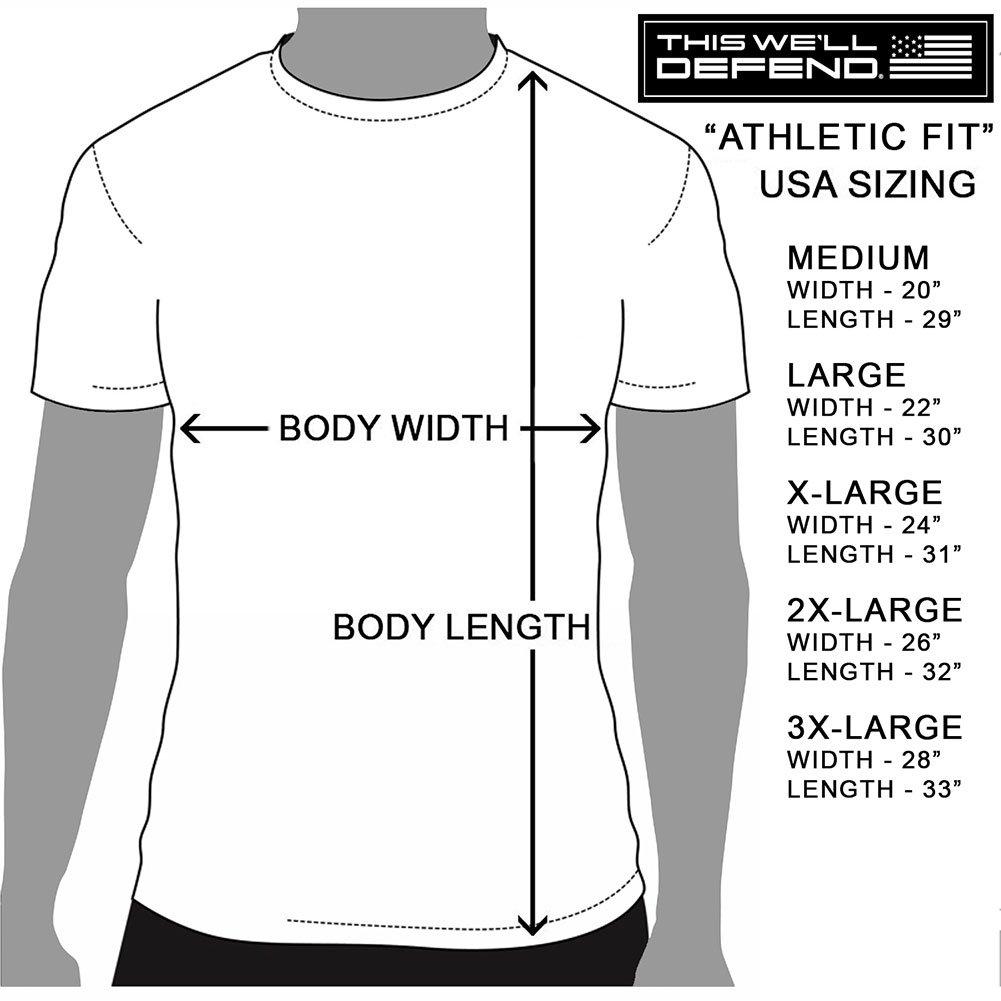 THIS WE'LL
DEFEND®
“ATHLETIC FIT”
USA SIZING
MEDIUM
WIDTH - 20”
LENGTH - 29”
LARGE
WIDTH - 22”
LENGTH - 30”
X-LARGE
WIDTH - 24”
LENGTH - 31”
2X-LARGE
WIDTH - 26”
LENGTH - 32”
3X-LARGE
WIDTH - 28”
LENGTH - 33”
BODY WIDTH
BODY LENGTH